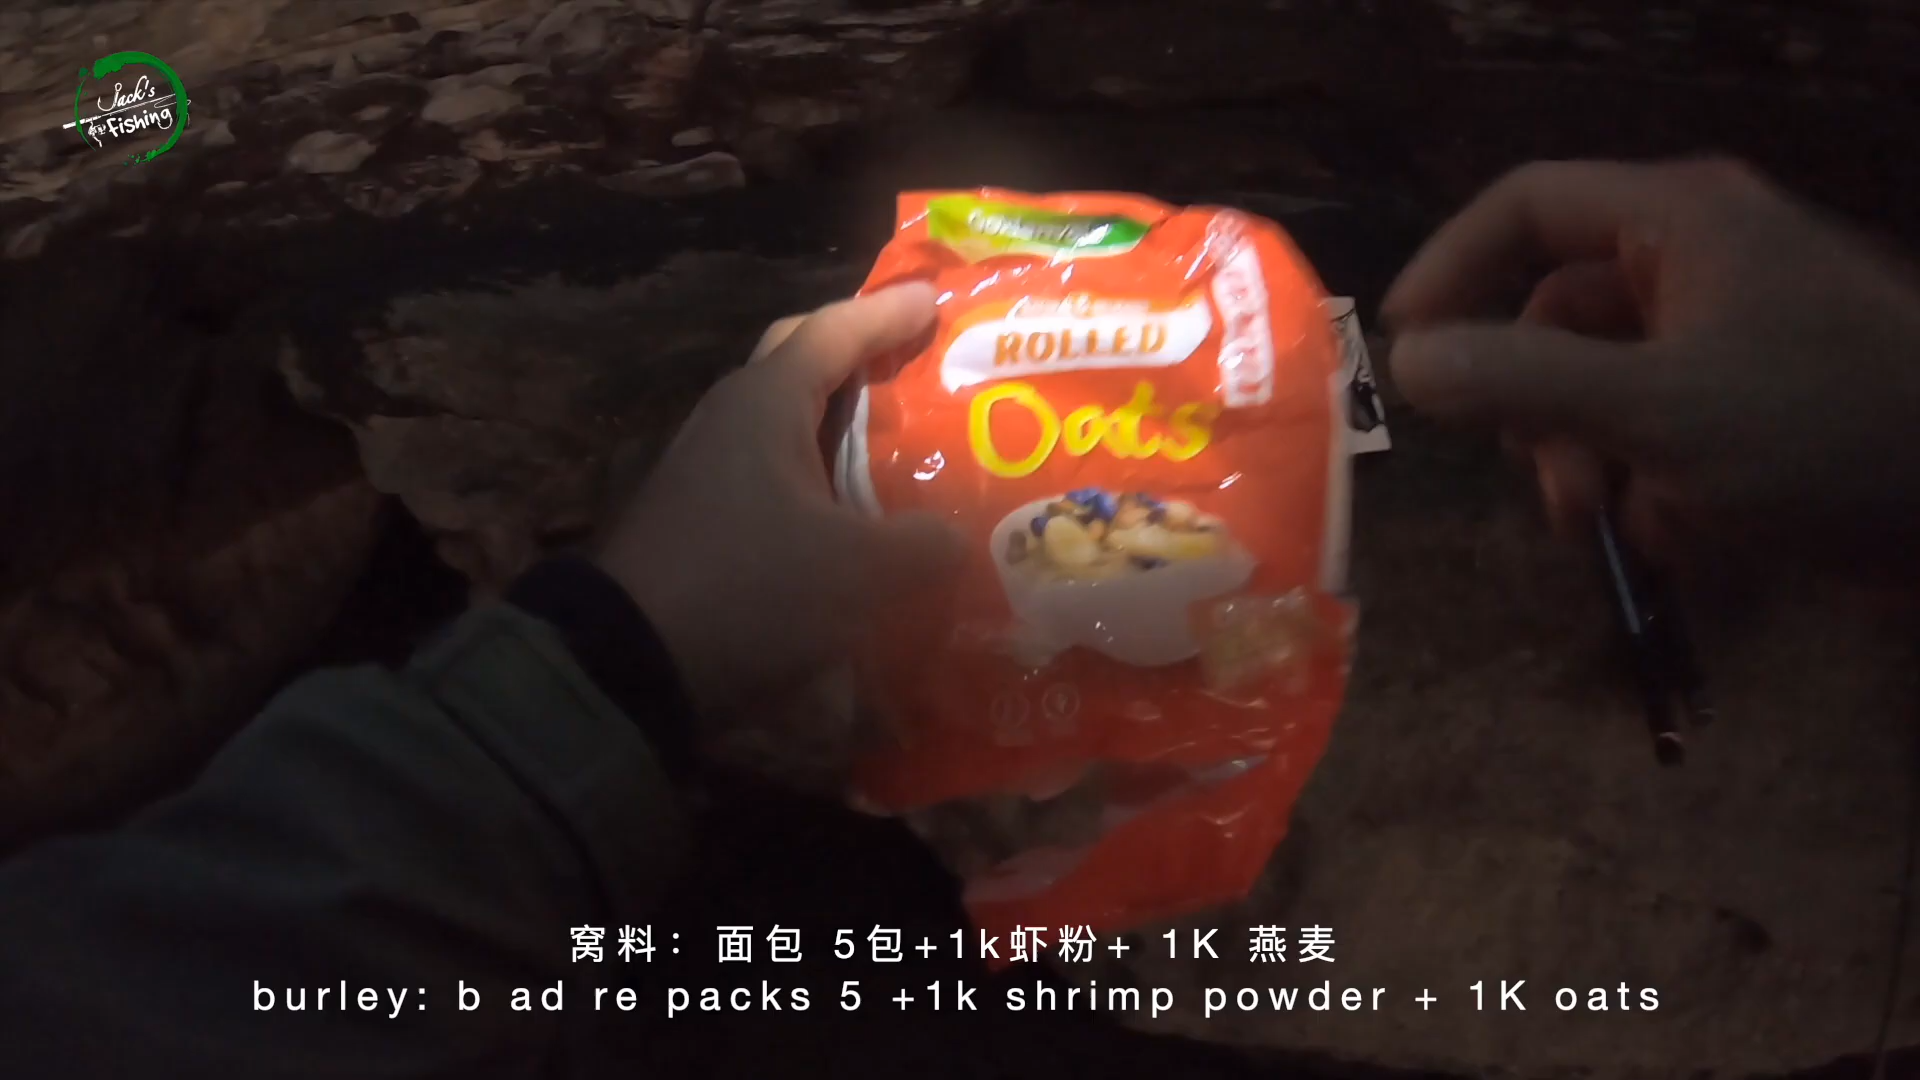 Jack's
Fishing
ROLLED
Oats
窝料：面包 5包+1k虾粉+ 1K 燕麦
burley: b ad re packs 5 +1k shrimp powder + 1K oats